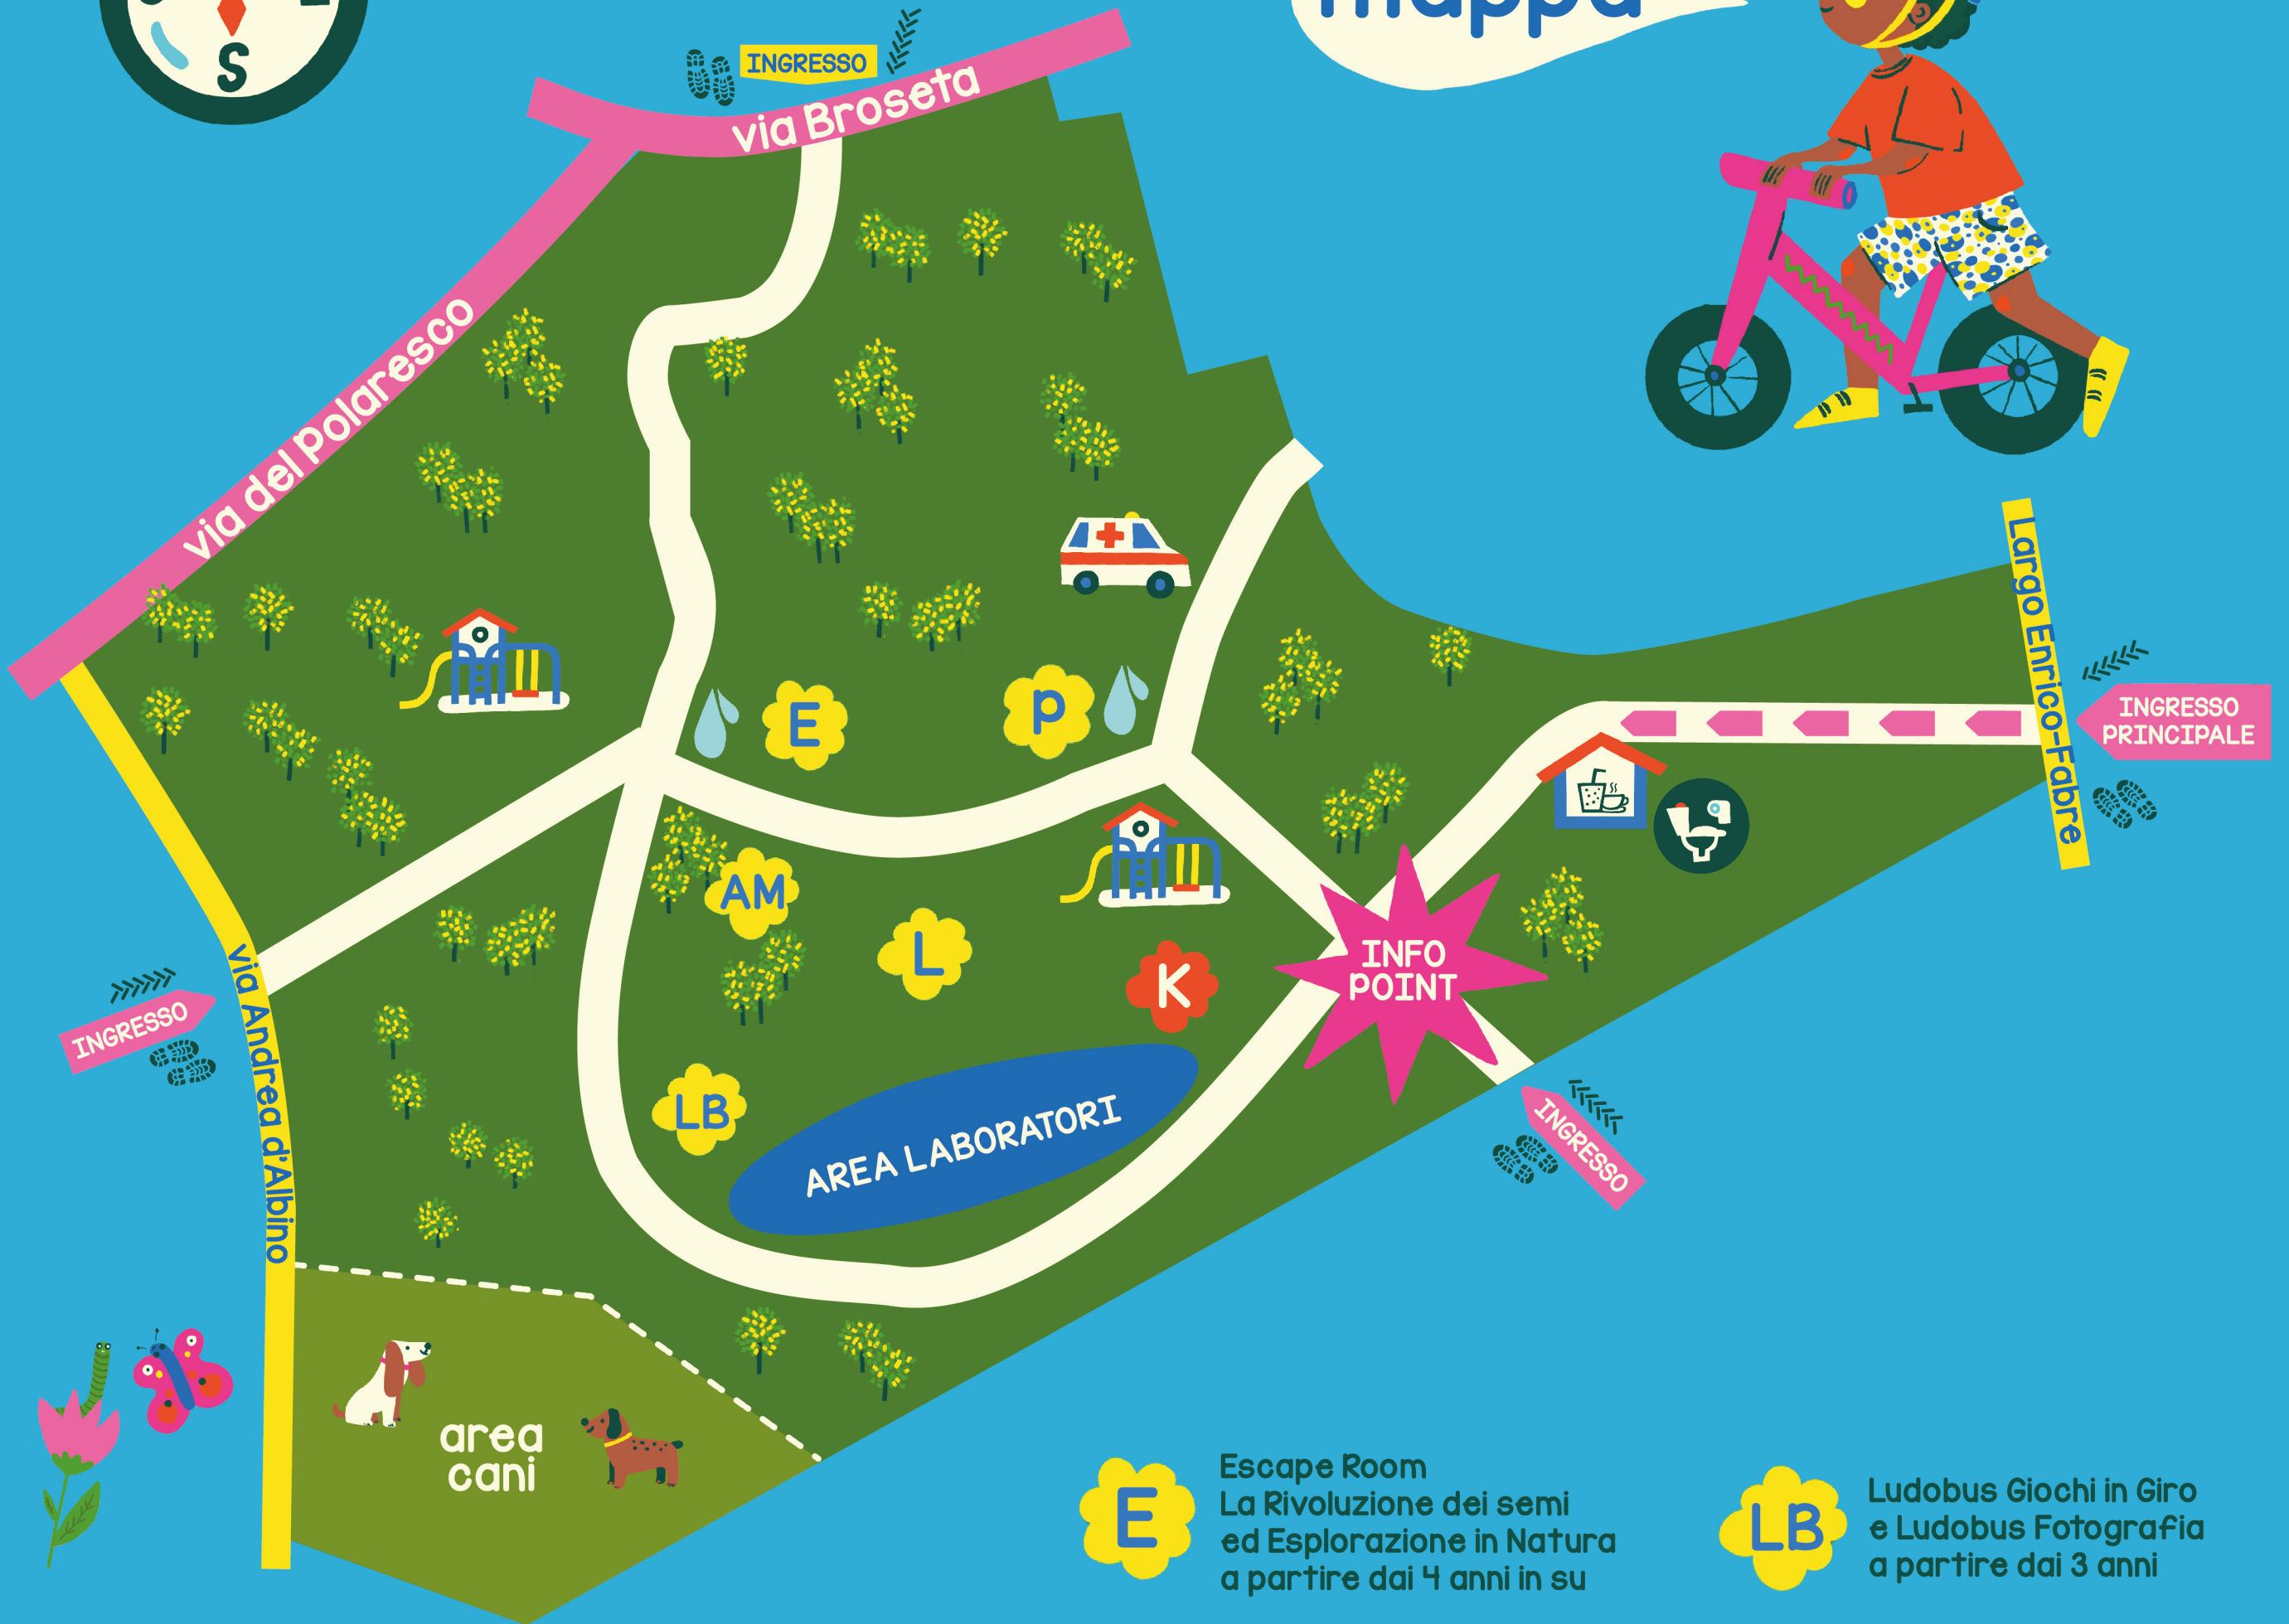 S
mappa
INGRESSO
via Broseta
via del polaresco
Largo Enrico-Fabre
INGRESSO
PRINCIPALE
E
P
AM
L
K
INFO
POINT
INGRESSO
via Andrea d'Albino
LB
AREA LABORATORI
INGRESSO
area
cani
E
Escape Room
La Rivoluzione dei semi
ed Esplorazione in Natura
a partire dai 4 anni in su
LB
Ludobus Giochi in Giro
e Ludobus Fotografia
a partire dai 3 anni